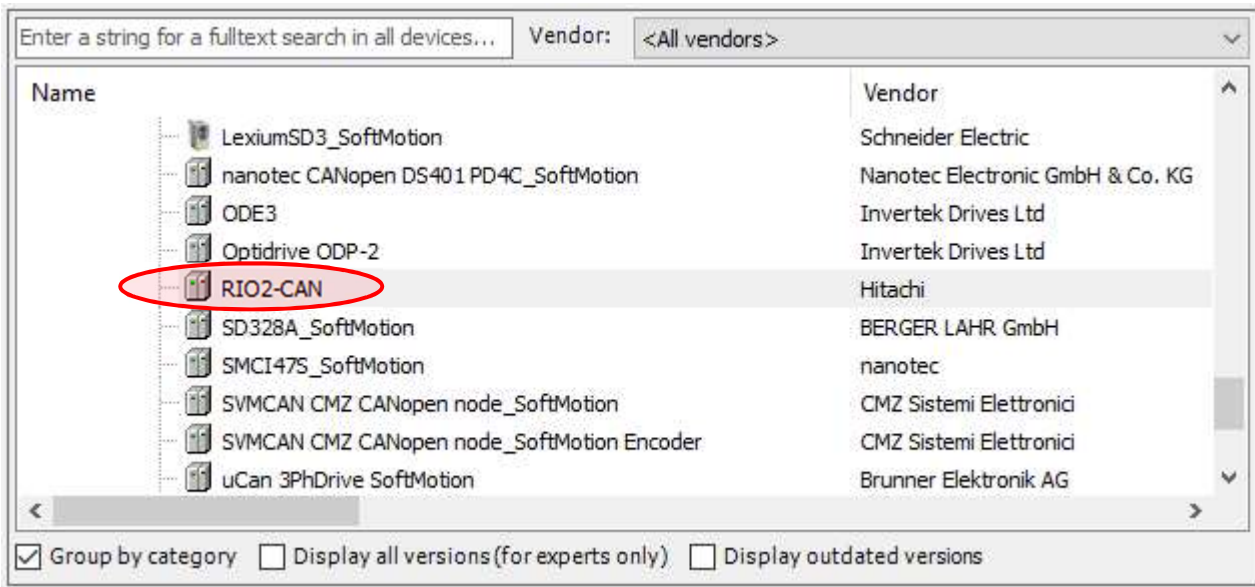 Enter a string for a fulltext search in all devices... Vendor: <All vendors>
Name Vendor
LexiumSD3_SoftMotion Schneider Electric
nanotec CANopen DS401 PD4C_SoftMotion Nanotec Electronic GmbH & Co. KG
ODE3 Invertek Drives Ltd
Optidrive ODP-2 Invertek Drives Ltd
RIO2-CAN Hitachi
SD328A_SoftMotion BERGER LAHR GmbH
SMCI47S_SoftMotion nanotec
SVMCAN CMZ CANopen node_SoftMotion CMZ Sistemi Elettronici
SVMCAN CMZ CANopen node_SoftMotion Encoder CMZ Sistemi Elettronici
uCan 3PhDrive SoftMotion Brunner Elektronik AG
Group by category Display all versions (for experts only) Display outdated versions